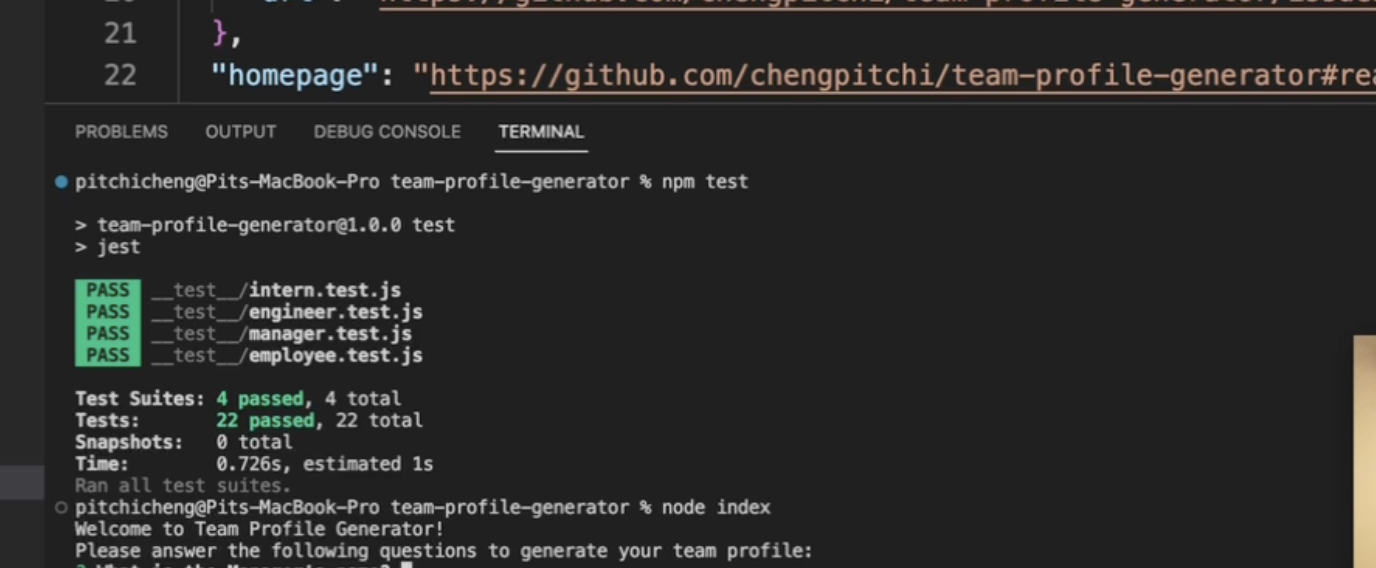 21 },
22 "homepage": "https://github.com/chengpitchi/team-profile-generator#rea
PROBLEMS OUTPUT DEBUG CONSOLE TERMINAL
pitchicheng@Pits-MacBook-Pro team-profile-generator % npm test
> team-profile-generator@1.0.0 test
> jest
PASS __test__/intern.test.js
PASS __test__/engineer.test.js
PASS __test__/manager.test.js
PASS __test__/employee.test.js
Test Suites: 4 passed, 4 total
Tests: 22 passed, 22 total
Snapshots: 0 total
Time: 0.726s, estimated 1s
Ran all test suites.
pitchicheng@Pits-MacBook-Pro team-profile-generator % node index
Welcome to Team Profile Generator!
Please answer the following questions to generate your team profile: